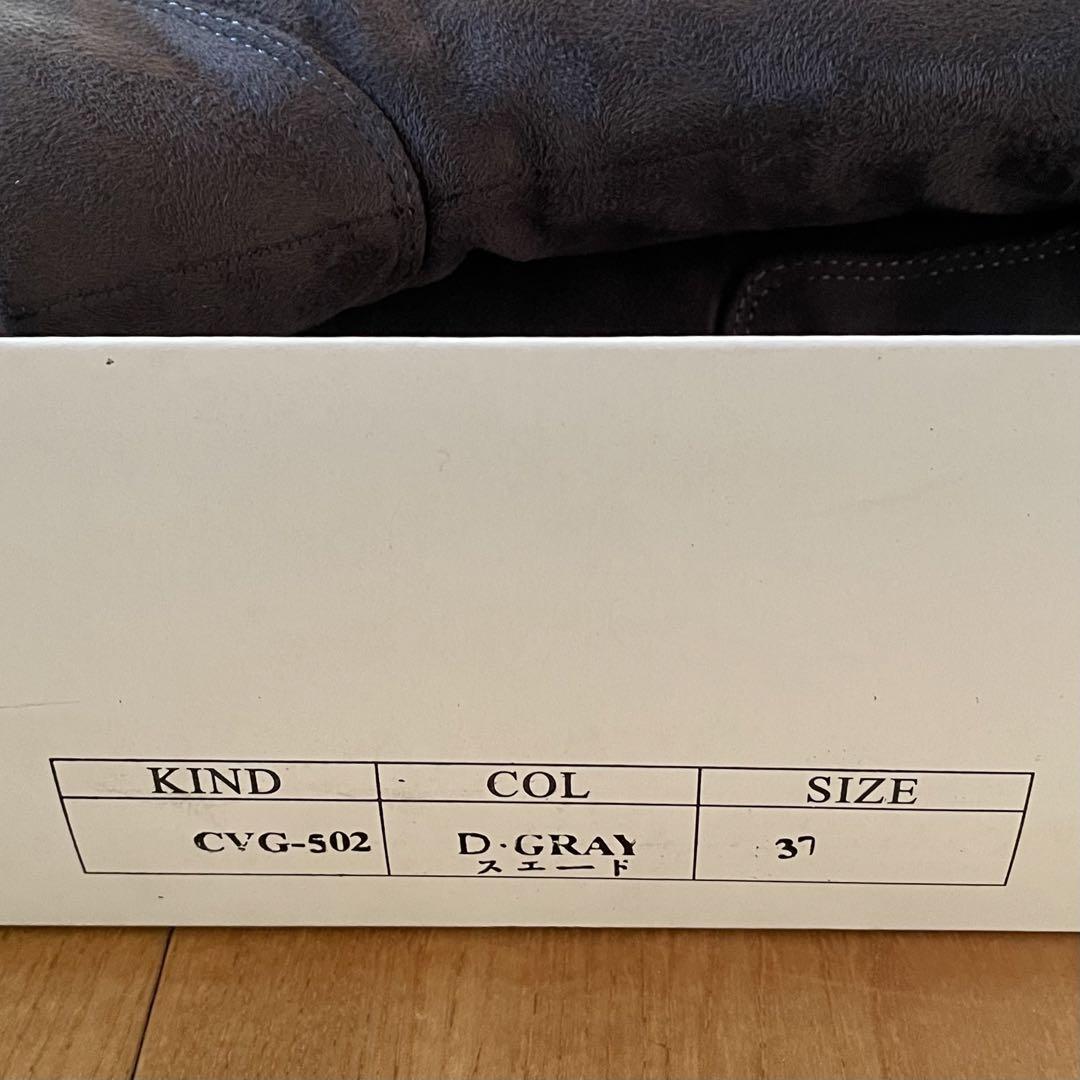 KIND COL SIZE
CVG-502 D·GRAY 37
スエード